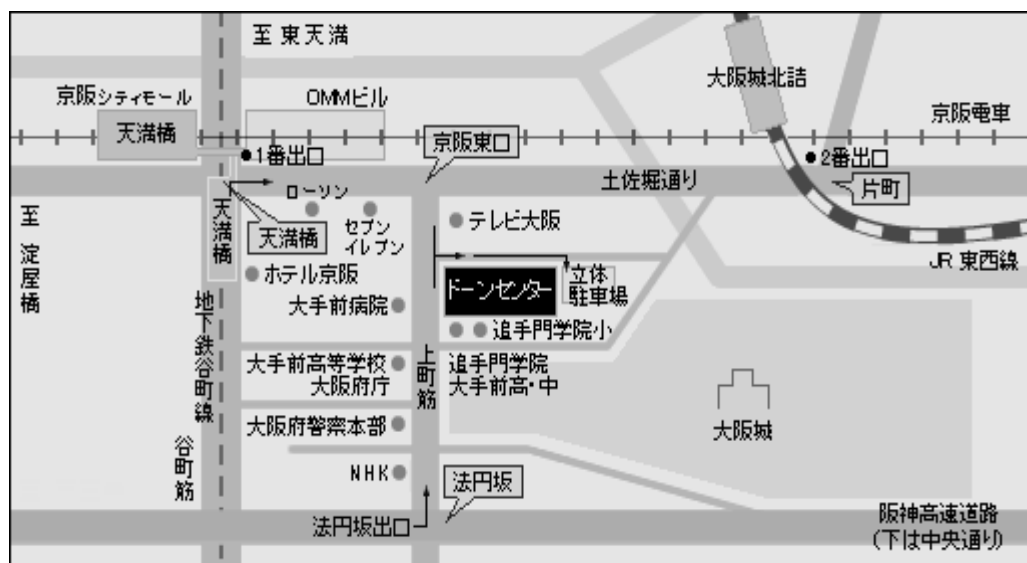 至 東天満
大阪城北詰
京阪シティモール
OMMビル
京阪電車
天満橋
京阪東口
1番出口
2番出口
土佐堀通り
片町
ローソン
至 淀屋橋
天満橋
天満橋
セブン
イレブン
テレビ大阪
JR 東西線
ホテル京阪
ドーンセンター
立体
駐車場
大手前病院
地下鉄谷町線
追手門学院小
大手前高等学校
大阪府庁
上町筋
追手門学院
大手前高・中
大阪府警察本部
大阪城
谷町筋
NHK
法円坂
法円坂出口
阪神高速道路
(下は中央通り)